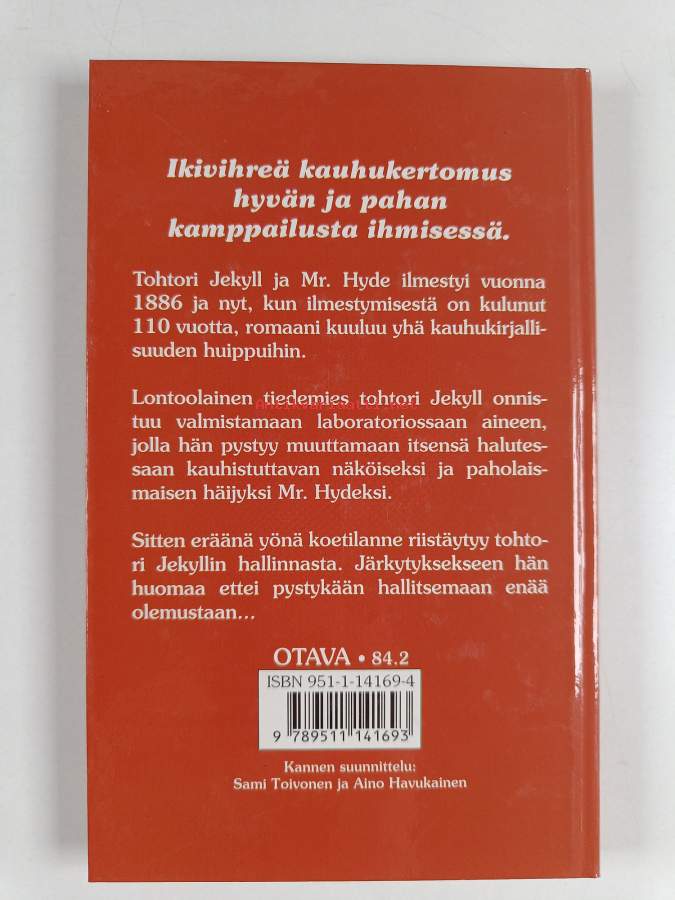 Ikivihreä kauhukertomus
hyvän ja pahan
kamppailusta ihmisessä.
Tohtori Jekyll ja Mr. Hyde ilmestyi vuonna
1886 ja nyt, kun ilmestymisestä on kulunut
110 vuotta, romaani kuuluu yhä kauhukirjalli-
suuden huippuihin.
Lontoolainen tiedemies tohtori Jekyll onnis-
Antikvariaatti.net
tuu valmistamaan laboratoriossaan aineen,
jolla hän pystyy muuttamaan itsensä halutes-
saan kauhistuttavan näköiseksi ja paholais-
maisen häijyksi Mr. Hydeksi.
Sitten eräänä yönä koetilanne riistäytyy tohto-
ri Jekyllin hallinnasta. Järkytyksekseen hän
huomaa ettei pystykään hallitsemaan enää
olemustaan...
OTAVA • 84.2
ISBN 951-1-14169-4
9 789511 141693
Kannen suunnittelu:
Sami Toivonen ja Aino Havukainen